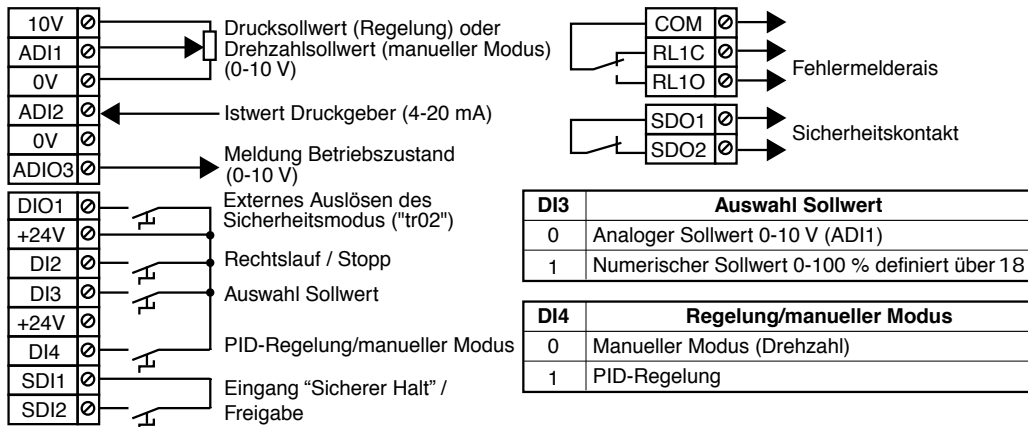 10V
ADI1
0V
ADI2
0V
ADIO3
Drucksollwert (Regelung) oder
Drehzahlsollwert (manueller Modus)
(0-10 V)
Istwert Druckgeber (4-20 mA)
Meldung Betriebszustand
(0-10 V)
DIO1
+24V
DI2
DI3
+24V
DI4
SDI1
SDI2
Externes Auslösen des
Sicherheitsmodus ("tr02")
Rechtslauf / Stopp
Auswahl Sollwert
PID-Regelung/manueller Modus
Eingang “Sicherer Halt” /
Freigabe
COM
RL1C
RL1O
Fehlermelderais
SDO1
SDO2
Sicherheitskontakt
DI3 Auswahl Sollwert
0 Analoger Sollwert 0-10 V (ADI1)
1 Numerischer Sollwert 0-100 % definiert über 18
DI4 Regelung/manueller Modus
0 Manueller Modus (Drehzahl)
1 PID-Regelung